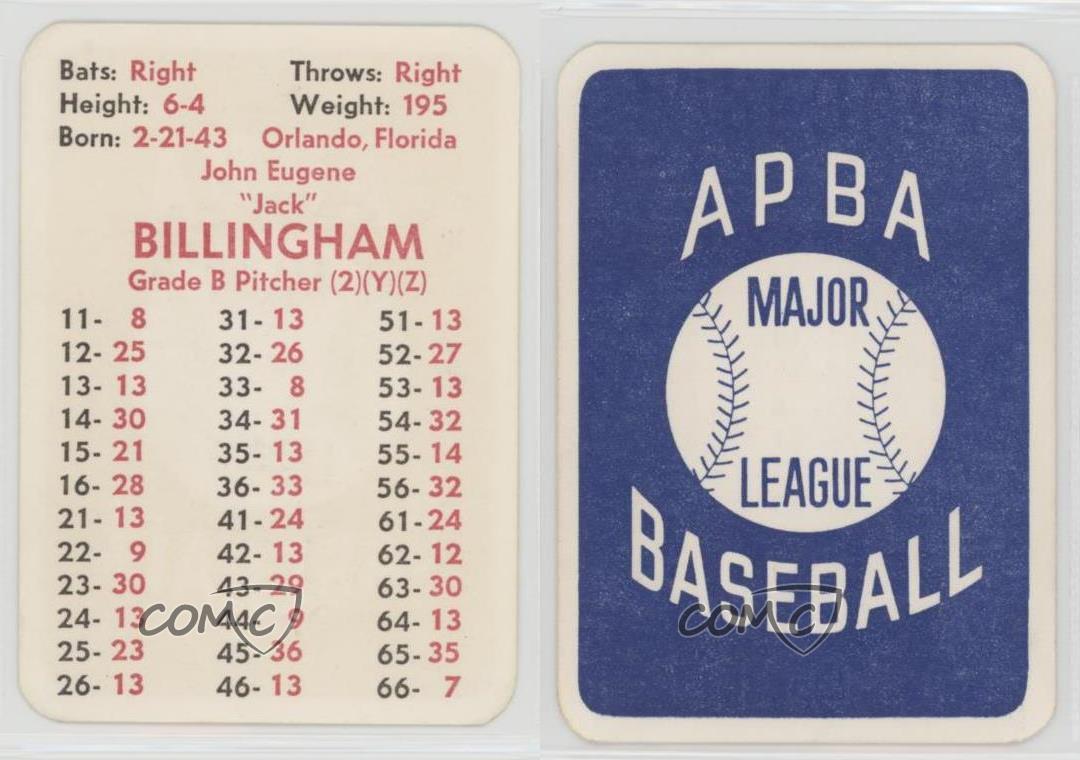 Bats: Right Throws: Right
Height: 6-4 Weight: 195
Born: 2-21-43 Orlando, Florida
John Eugene
"Jack"
BILLINGHAM
Grade B Pitcher (2)(Y)(Z)
11- 8 31- 13 51- 13
12- 25 32- 26 52- 27
13- 13 33- 8 53- 13
14- 30 34- 31 54- 32
15- 21 35- 13 55- 14
16- 28 36- 33 56- 32
21- 13 41- 24 61- 24
22- 9 42- 13 62- 12
23- 30 43- 29 63- 30
24- 13 44- 9 64- 13
25- 23 45- 36 65- 35
26- 13 46- 13 66- 7
COMC
APBA
MAJOR
LEAGUE
BASEBALL
COMC